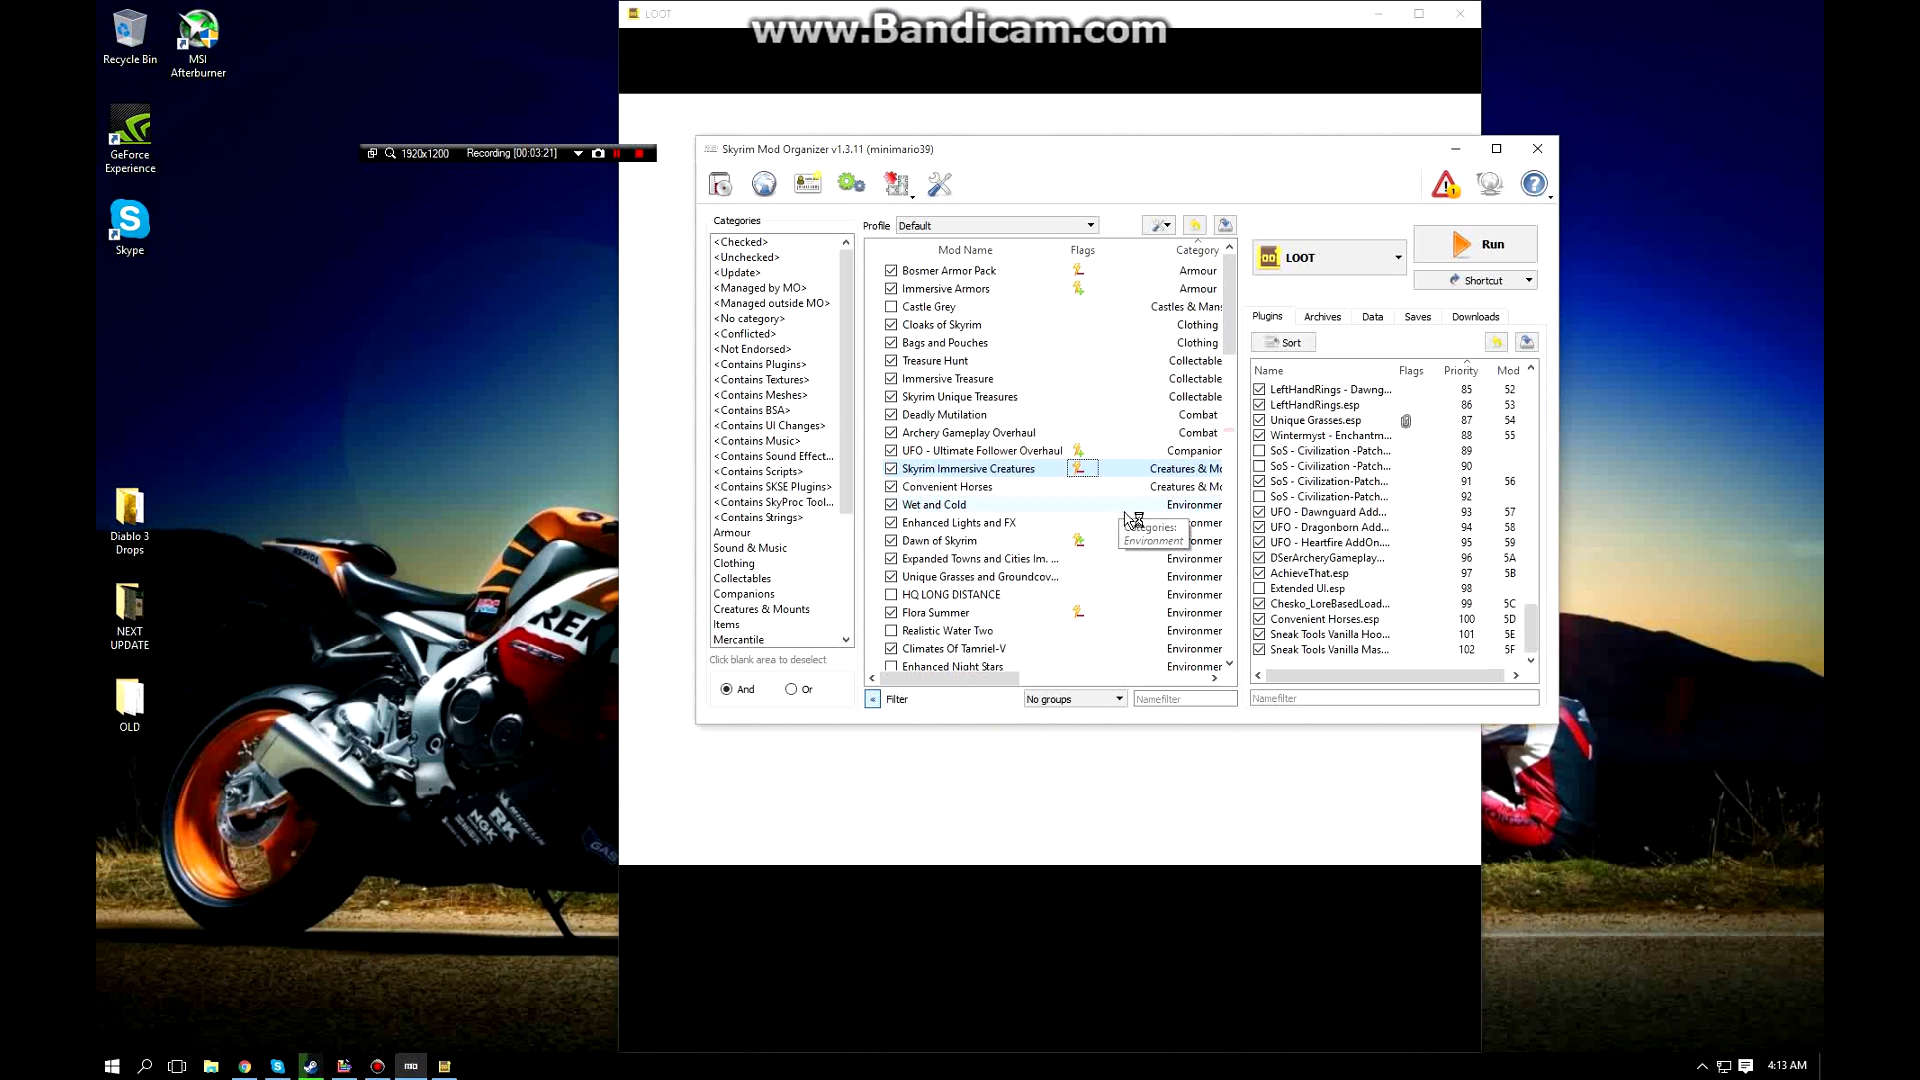 LOOT
www.Bandicam.com
Recycle Bin
MSI
Afterburner
GeForce
Experience
Skype
Diablo 3
Drops
NEXT
UPDATE
OLD
1920x1200 Recording [00:03:21]
Skyrim Mod Organizer v1.3.11 (minimario39)
Categories
<Checked>
<Unchecked>
<Update>
<Managed by MO>
<Managed outside MO>
<No category>
<Conflicted>
<Not Endorsed>
<Contains Plugins>
<Contains Textures>
<Contains Meshes>
<Contains BSA>
<Contains UI Changes>
<Contains Music>
<Contains Sound Effect...
<Contains Scripts>
<Contains SKSE Plugins>
<Contains SkyProc Tool...
<Contains Strings>
Armour
Sound & Music
Clothing
Collectables
Companions
Creatures & Mounts
Items
Mercantile
Click blank area to deselect
And Or
Profile Default
Mod Name Flags Category
Bosmer Armor Pack Armour
Immersive Armors Armour
Castle Grey Castles & Mans
Cloaks of Skyrim Clothing
Bags and Pouches Clothing
Treasure Hunt Collectable
Immersive Treasure Collectable
Skyrim Unique Treasures Collectable
Deadly Mutilation Combat
Archery Gameplay Overhaul Combat
UFO - Ultimate Follower Overhaul Companion
Skyrim Immersive Creatures Creatures & Mo
Convenient Horses Creatures & Mo
Wet and Cold Environmer
Enhanced Lights and FX onmer
Dawn of Skyrim Environmer
Expanded Towns and Cities Im. ... Environmer
Unique Grasses and Groundcov... Environmer
HQ LONG DISTANCE Environmer
Flora Summer Environmer
Realistic Water Two Environmer
Climates Of Tamriel-V Environmer
Enhanced Night Stars Environmer
Environment
« Filter No groups Namefilter
LOOT
Run
Shortcut
Plugins Archives Data Saves Downloads
Sort
Name Flags Priority Mod
LeftHandRings - Dawng... 85 52
LeftHandRings.esp 86 53
Unique Grasses.esp 87 54
Wintermyst - Enchantm... 88 55
SoS - Civilization -Patch... 89
SoS - Civilization -Patch... 90
SoS - Civilization-Patch... 91 56
SoS - Civilization-Patch... 92
UFO - Dawnguard Add... 93 57
UFO - Dragonborn Add... 94 58
UFO - Heartfire AddOn.... 95 59
DSerArcheryGameplay... 96 5A
AchieveThat.esp 97 5B
Extended UI.esp 98
Chesko_LoreBasedLoad... 99 5C
Convenient Horses.esp 100 5D
Sneak Tools Vanilla Hoo... 101 5E
Sneak Tools Vanilla Mas... 102 5F
Namefilter
4:13 AM